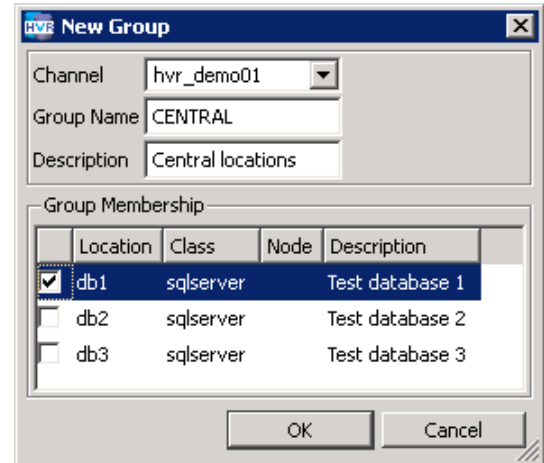 HVR New Group
Channel hvr_demo01
Group Name CENTRAL
Description Central locations
Group Membership
Location Class Node Description
db1 sqlserver Test database 1
db2 sqlserver Test database 2
db3 sqlserver Test database 3
OK Cancel